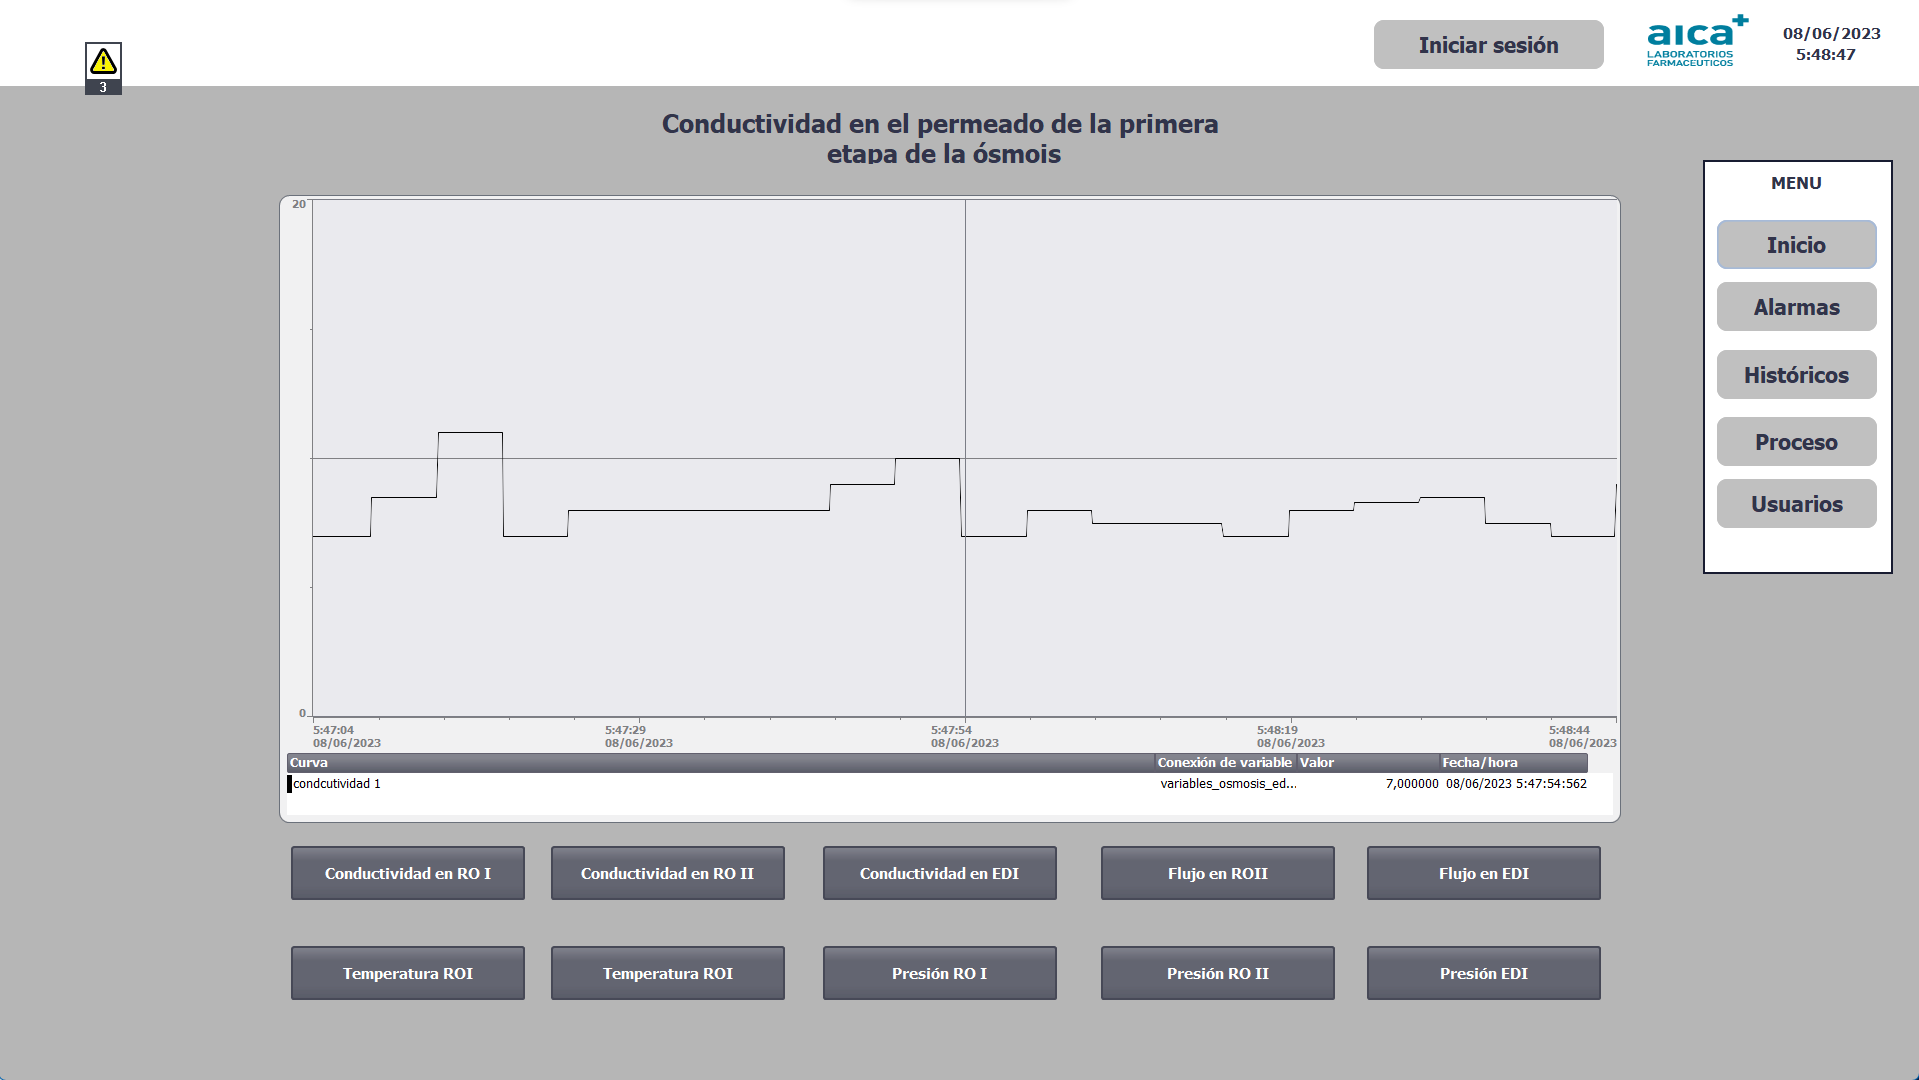 3
Iniciar sesión
aica+
LABORATORIOS
FARMACEUTICOS
08/06/2023
5:48:47
Conductividad en el permeado de la primera
etapa de la ósmois
20
0
5:47:04
08/06/2023
5:47:29
08/06/2023
5:47:54
08/06/2023
5:48:19
08/06/2023
5:48:44
08/06/2023
Curva Conexión de variable Valor Fecha/hora
condcutividad 1 variables_osmosis_ed... 7,000000 08/06/2023 5:47:54:562
MENU
Inicio
Alarmas
Históricos
Proceso
Usuarios
Conductividad en RO I
Conductividad en RO II
Conductividad en EDI
Flujo en ROII
Flujo en EDI
Temperatura ROI
Temperatura ROI
Presión RO I
Presión RO II
Presión EDI